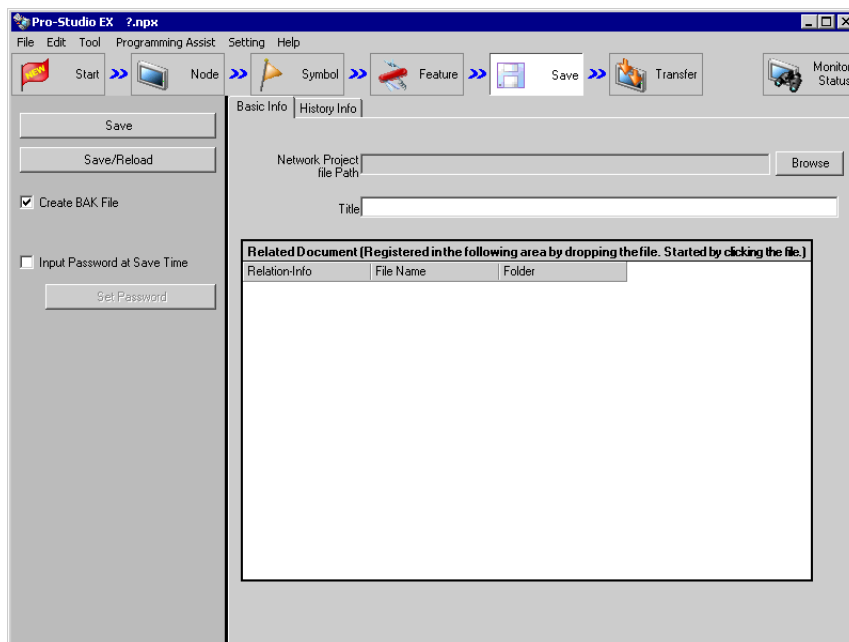 Pro-Studio EX ?.npx
File Edit Tool Programming Assist Setting Help
NEW Start Node Symbol Feature Save Transfer Monitor
Status
Basic Info History Info
Save
Save/Reload
Create BAK File
Input Password at Save Time
Set Password
Network Project
file Path
Browse
Title
Related Document (Registered in the following area by dropping the file. Started by clicking the file.)
Relation-Info File Name Folder